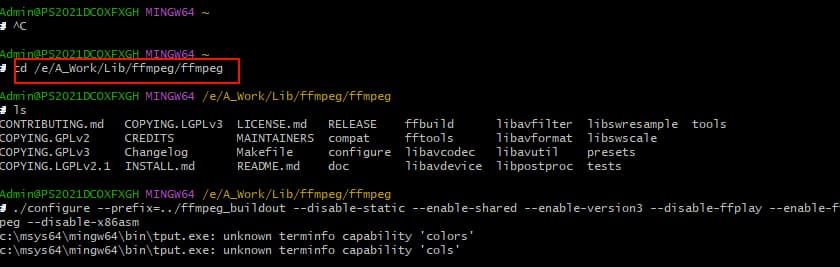 Admin@PS2021DCOXFXGH MINGW64 ~
# ^C
Admin@PS2021DCOXFXGH MINGW64 ~
# cd /e/A_Work/Lib/ffmpeg/ffmpeg
Admin@PS2021DCOXFXGH MINGW64 /e/A_Work/Lib/ffmpeg/ffmpeg
# ls
CONTRIBUTING.md COPYING.LGPLv3 LICENSE.md RELEASE ffbuild libavfilter libswresample tools
COPYING.GPLv2 CREDITS MAINTAINERS compat fftools libavformat libswscale
COPYING.GPLv3 Changelog Makefile configure libavcodec libavutil presets
COPYING.LGPLv2.1 INSTALL.md README.md doc libavdevice libpostproc tests
Admin@PS2021DCOXFXGH MINGW64 /e/A_Work/Lib/ffmpeg/ffmpeg
# ./configure --prefix=../ffmpeg_buildout --disable-static --enable-shared --enable-version3 --disable-ffplay --enable-f
peg --disable-x86asm
c:\msys64\mingw64\bin\tput.exe: unknown terminfo capability 'colors'
c:\msys64\mingw64\bin\tput.exe: unknown terminfo capability 'cols'